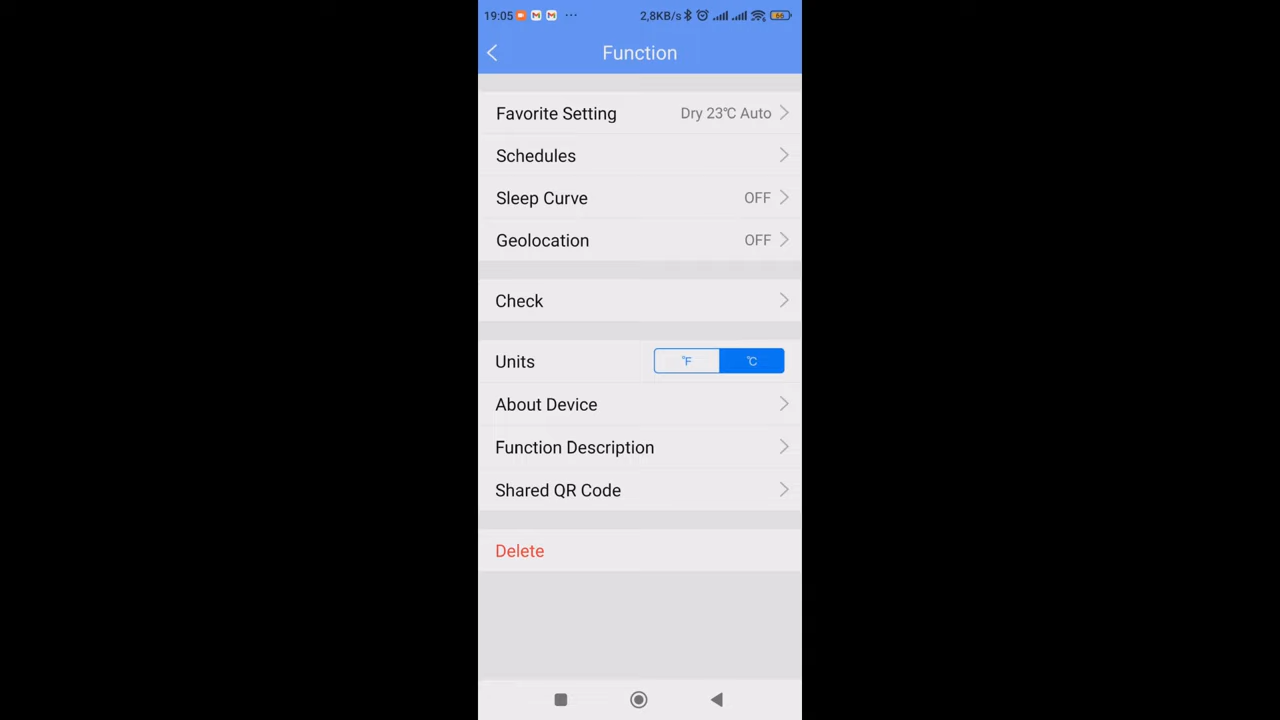 19:05 ... 2,8KB/s 66
Function
Favorite Setting Dry 23℃ Auto
Schedules
Sleep Curve OFF
Geolocation OFF
Check
Units ℉ ℃
About Device
Function Description
Shared QR Code
Delete